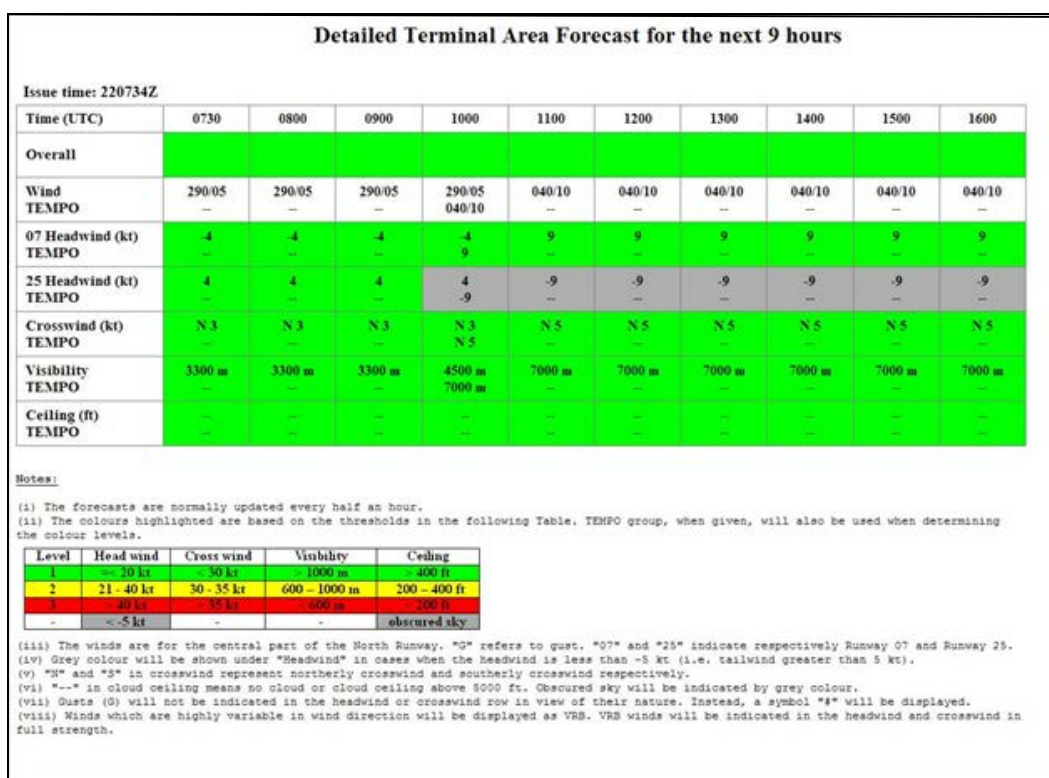 Detailed Terminal Area Forecast for the next 9 hours
Issue time: 220734Z
Time (UTC) 0730 0800 0900 1000 1100 1200 1300 1400 1500 1600
Overall
Wind 290/05 290/05 290/05 290/05 040/10 040/10 040/10 040/10 040/10 040/10
TEMPO -- -- -- 040/10 -- -- -- -- -- --
07 Headwind (kt) -4 -4 -4 -4 9 9 9 9 9 9
TEMPO -- -- -- 9 -- -- -- -- -- --
25 Headwind (kt) 4 4 4 4 -9 -9 -9 -9 -9 -9
TEMPO -- -- -- -9 -- -- -- -- -- --
Crosswind (kt) N 3 N 3 N 3 N 3 N 5 N 5 N 5 N 5 N 5 N 5
TEMPO -- -- -- N 5 -- -- -- -- -- --
Visibility 3300 m 3300 m 3300 m 4500 m 7000 m 7000 m 7000 m 7000 m 7000 m 7000 m
TEMPO -- -- -- 7000 m -- -- -- -- -- --
Ceiling (ft) -- -- -- -- -- -- -- -- -- --
TEMPO -- -- -- -- -- -- -- -- -- --
Notes:
(i) The forecasts are normally updated every half an hour.
(ii) The colours highlighted are based on the thresholds in the following Table. TEMPO group, when given, will also be used when determining
the colour levels.
Level Head wind Cross wind Visibility Ceiling
1 =< 20 kt < 30 kt > 1000 m > 400 ft
2 21 - 40 kt 30 - 35 kt 600 – 1000 m 200 – 400 ft
3 > 40 kt > 35 kt < 600 m < 200 ft
- < -5 kt - - obscured sky
(iii) The winds are for the central part of the North Runway. "G" refers to gust. "07" and "25" indicate respectively Runway 07 and Runway 25.
(iv) Grey colour will be shown under "Headwind" in cases when the headwind is less than -5 kt (i.e. tailwind greater than 5 kt).
(v) "N" and "S" in crosswind represent northerly crosswind and southerly crosswind respectively.
(vi) "--" in cloud ceiling means no cloud or cloud ceiling above 5000 ft. Obscured sky will be indicated by grey colour.
(vii) Gusts (G) will not be indicated in the headwind or crosswind row in view of their nature. Instead, a symbol "#" will be displayed.
(viii) Winds which are highly variable in wind direction will be displayed as VRB. VRB winds will be indicated in the headwind and crosswind in
full strength.